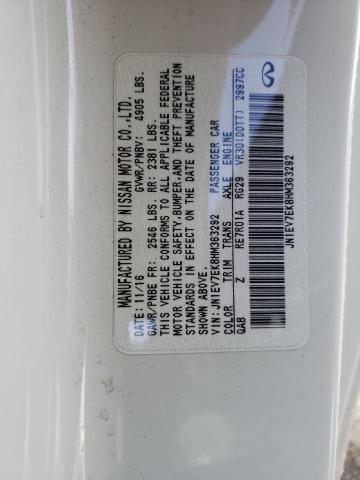 MANUFACTURED BY NISSAN MOTOR CO.,LTD.
DATE: 11/16 GVWR/PNBV: 4905 LBS.
GAWR/PNBE FR: 2546 LBS. RR: 2381 LBS.
THIS VEHICLE CONFORMS TO ALL APPLICABLE FEDERAL
MOTOR VEHICLE SAFETY,BUMPER,AND THEFT PREVENTION
STANDARDS IN EFFECT ON THE DATE OF MANUFACTURE
SHOWN ABOVE.
VIN:JN1EV7EK8HM363292 PASSENGER CAR
COLOR TRIM TRANS AXLE ENGINE
QAB Z RE7R01A RG29 VR30(DDTT) 2997CC
JN1EV7EK8HM363292